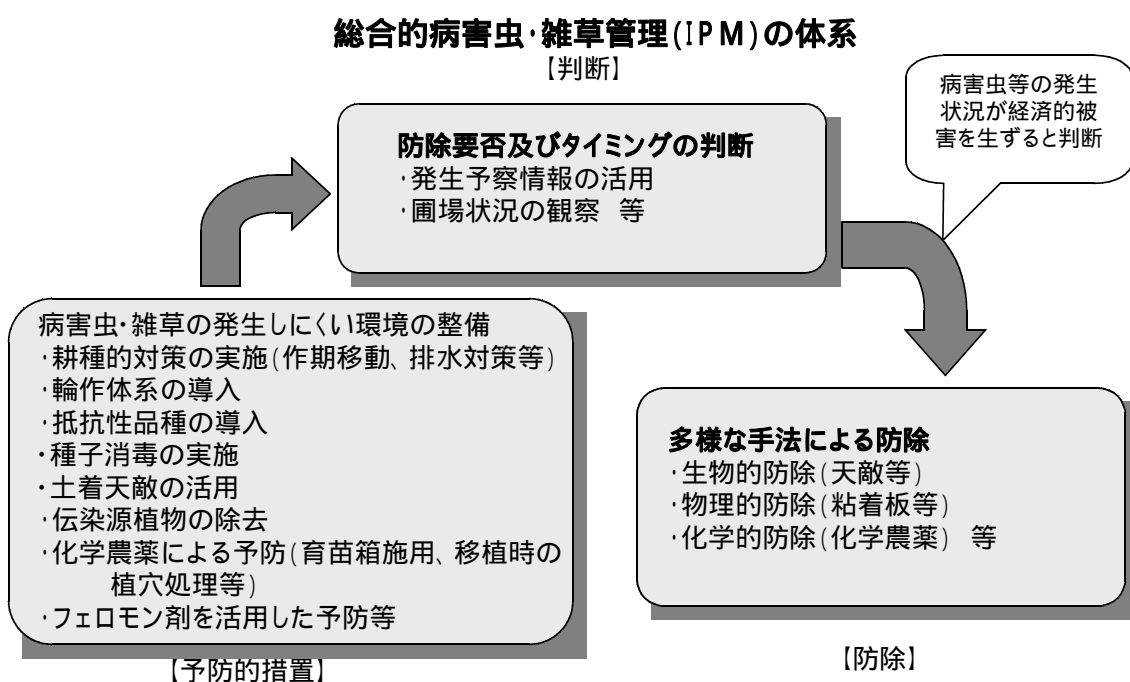 総合的病害虫･雑草管理(IPM)の体系
【判断】
病害虫等の発生
状況が経済的被
害を生ずると判断
防除要否及びタイミングの判断
･発生予察情報の活用
･圃場状況の観察 等
病害虫･雑草の発生しにくい環境の整備
･耕種的対策の実施(作期移動、排水対策等)
･輪作体系の導入
･抵抗性品種の導入
･種子消毒の実施
･土着天敵の活用
･伝染源植物の除去
･化学農薬による予防(育苗箱施用、移植時の
植穴処理等)
･フェロモン剤を活用した予防等
【予防的措置】
多様な手法による防除
･生物的防除(天敵等)
･物理的防除(粘着板等)
･化学的防除(化学農薬) 等
【防除】